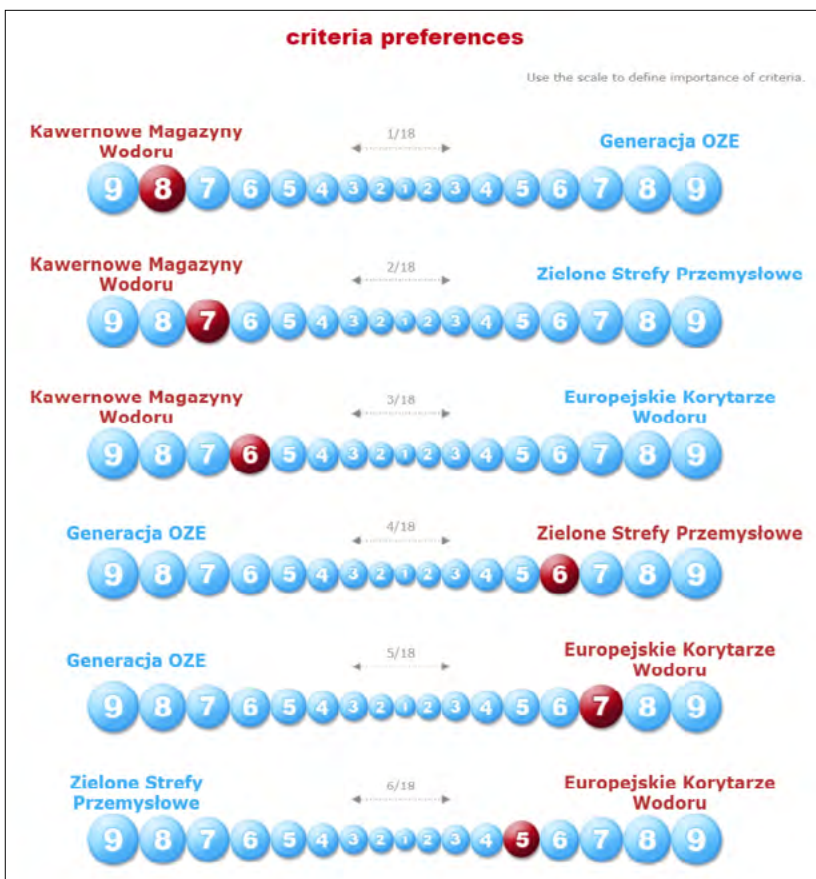 criteria preferences
Use the scale to define importance of criteria.
Kawernowe Magazyny
Wodoru
1/18
Generacja OZE
9 8 7 6 5 4 3 2 1 2 3 4 5 6 7 8 9
Kawernowe Magazyny
Wodoru
2/18
Zielone Strefy Przemysłowe
9 8 7 6 5 4 3 2 1 2 3 4 5 6 7 8 9
Kawernowe Magazyny
Wodoru
3/18
Europejskie Korytarze
Wodoru
9 8 7 6 5 4 3 2 1 2 3 4 5 6 7 8 9
Generacja OZE
4/18
Zielone Strefy Przemysłowe
9 8 7 6 5 4 3 2 1 2 3 4 5 6 7 8 9
Generacja OZE
5/18
Europejskie Korytarze
Wodoru
9 8 7 6 5 4 3 2 1 2 3 4 5 6 7 8 9
Zielone Strefy
Przemysłowe
6/18
Europejskie Korytarze
Wodoru
9 8 7 6 5 4 3 2 1 2 3 4 5 6 7 8 9